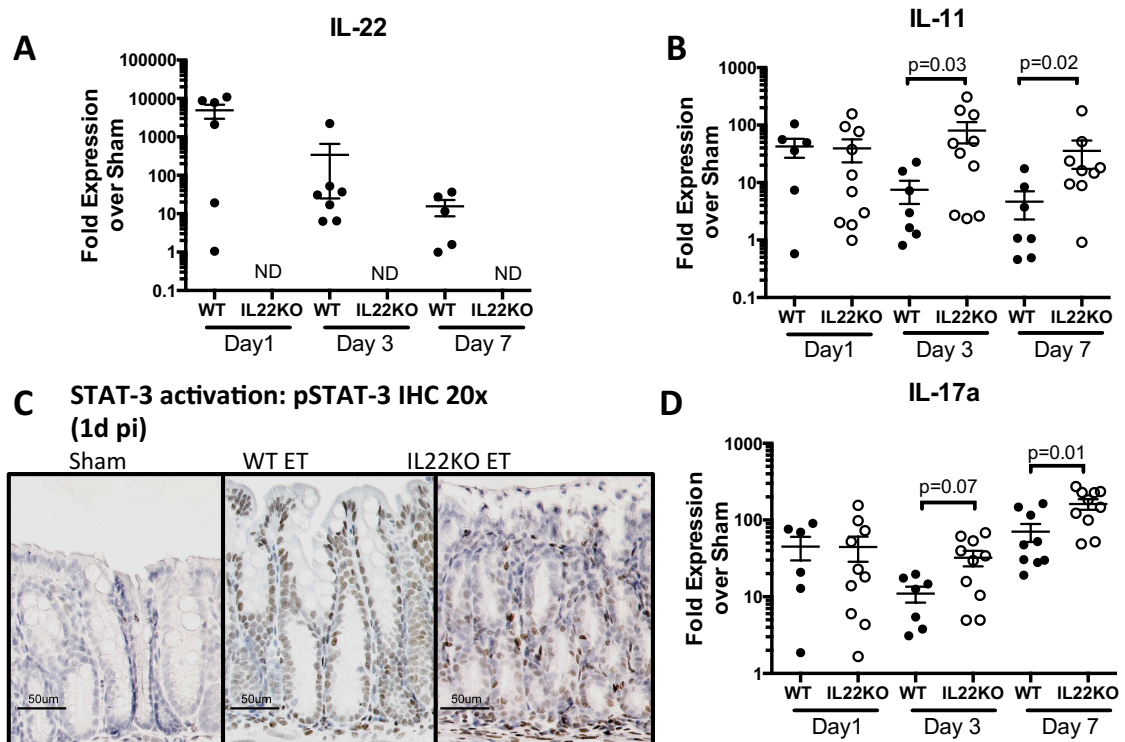 A
IL-22
Fold Expression
over Sham
100000
10000
1000
100
10
1
0.1
ND
ND
ND
WT IL22KO WT IL22KO WT IL22KO
Day1 Day 3 Day 7
B
IL-11
Fold Expression
over Sham
1000
100
10
1
0.1
p=0.03
p=0.02
WT IL22KO WT IL22KO WT IL22KO
Day1 Day 3 Day 7
C
STAT-3 activation: pSTAT-3 IHC 20x
(1d pi)
Sham WT ET IL22KO ET
50um 50um 50um
D
IL-17a
Fold Expression
over Sham
1000
100
10
1
p=0.07
p=0.01
WT IL22KO WT IL22KO WT IL22KO
Day1 Day 3 Day 7